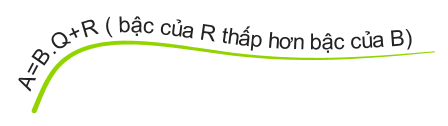 A=B.Q+R ( bậc của R thấp hơn bậc của B)